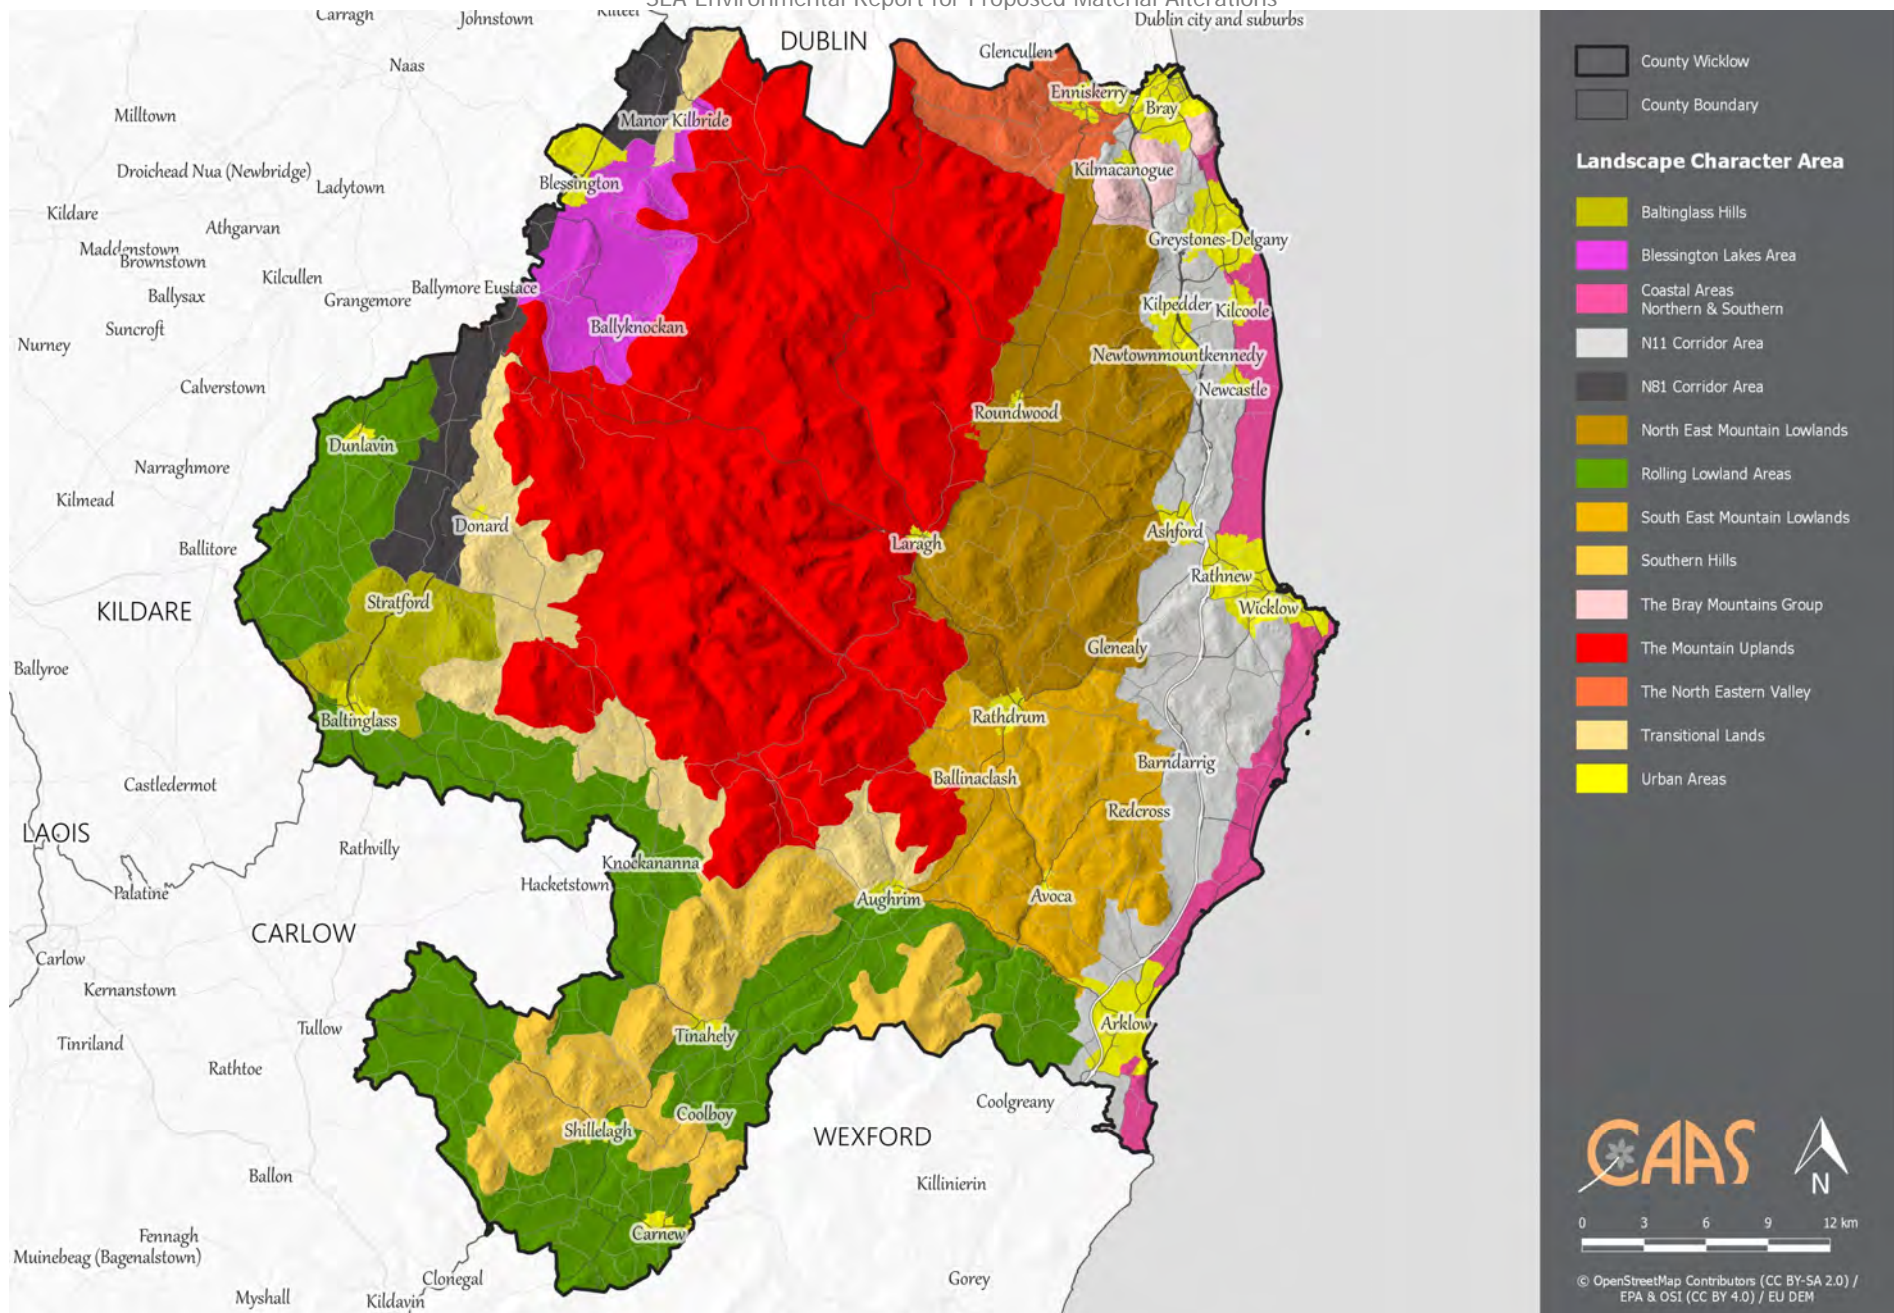 SEA Environmental Report for Proposed Material Alterations
Carragh
Johnstown
Kilteel
Dublin city and suburbs
DUBLIN
Glencullen
Naas
Enniskerry
Bray
Milltown
Manor Kilbride
Droichead Nua (Newbridge)
Ladytown
Blessington
Kilmacanogue
Kildare
Athgarvan
Maddenstown
Brownstown
Greystones-Delgany
Kilcullen
Ballymore Eustace
Ballysax
Grangemore
Kilpedder
Kilcoole
Suncroft
Ballyknockan
Nurney
Newtownmountkennedy
Calverstown
Newcastle
Roundwood
Dunlavin
Narraghmore
Kilmead
Donard
Ashford
Ballitore
Laragh
Rathnew
KILDARE
Stratford
Wicklow
Glenealy
Ballyroe
Baltinglass
Rathdrum
Barndarrig
Castledermot
Ballinaclash
Redcross
LAOIS
Rathvilly
Knockananna
Palatine
Hacketstown
Aughrim
Avoca
CARLOW
Carlow
Kernanstown
Tullow
Tinahely
Arklow
Tinriland
Rathtoe
Coolgreany
Coolboy
Shillelagh
WEXFORD
Ballon
Killinierin
Fennagh
Carnew
Muinebeag (Bagenalstown)
Clonegal
Gorey
Myshall
Kildavin
County Wicklow
County Boundary
Landscape Character Area
Baltinglass Hills
Blessington Lakes Area
Coastal Areas
Northern & Southern
N11 Corridor Area
N81 Corridor Area
North East Mountain Lowlands
Rolling Lowland Areas
South East Mountain Lowlands
Southern Hills
The Bray Mountains Group
The Mountain Uplands
The North Eastern Valley
Transitional Lands
Urban Areas
CAAS
N
0 3 6 9 12 km
© OpenStreetMap Contributors (CC BY-SA 2.0) /
EPA & OSI (CC BY 4.0) / EU DEM